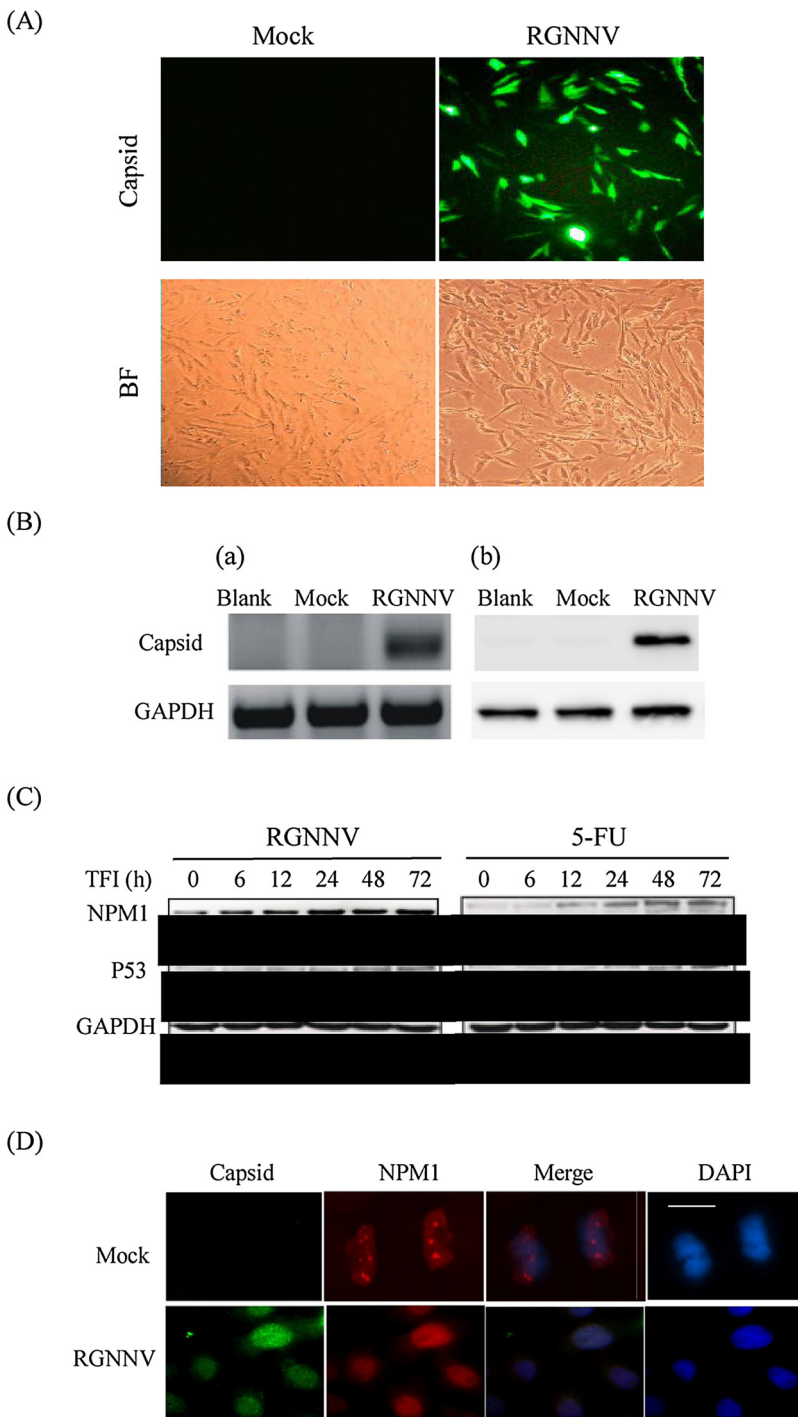 (A)
Mock RGNNV
Capsid
BF
(B)
(a) (b)
Blank Mock RGNNV Blank Mock RGNNV
Capsid
GAPDH
(C)
RGNNV 5-FU
TFI (h) 0 6 12 24 48 72 0 6 12 24 48 72
NPM1
P53
GAPDH
(D)
Capsid NPM1 Merge DAPI
Mock
RGNNV